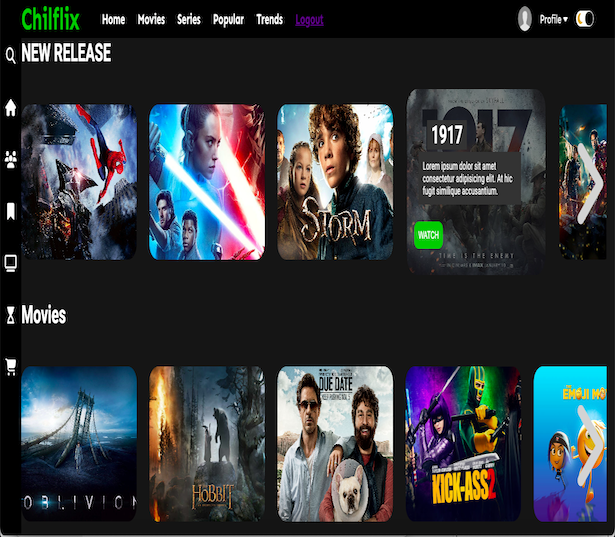 Chilflix
Home Movies Series Popular Trends Logout Profile
NEW RELEASE
STORM
1917
1917
Lorem ipsum dolor sit amet
consectetur adipisicing elit. At hic
fugit similique accusantium.
WATCH
TIME IS THE ENEMY
Movies
OBLIVION
THE HOBBIT
DUE DATE
KICK-ASS 2
EMOJI MO